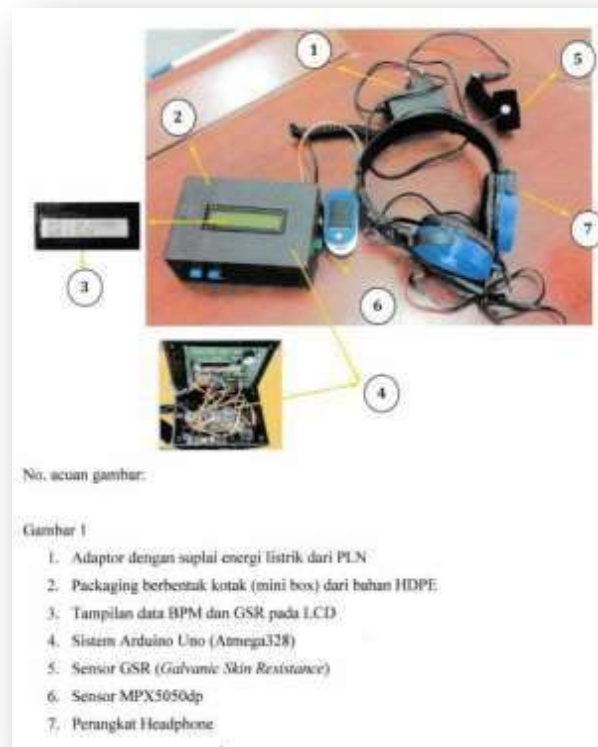 1
5
2
7
3
6
4
No. acuan gambar:
Gambar 1
1. Adaptor dengan suplai energi listrik dari PLN
2. Packaging berbentuk kotak (mini box) dari bahan HDPE
3. Tampilan data BPM dan GSR pada LCD
4. Sistem Arduino Uno (Atmega328)
5. Sensor GSR (Galvanic Skin Resistance)
6. Sensor MPX5050dp
7. Perangkat Headphone